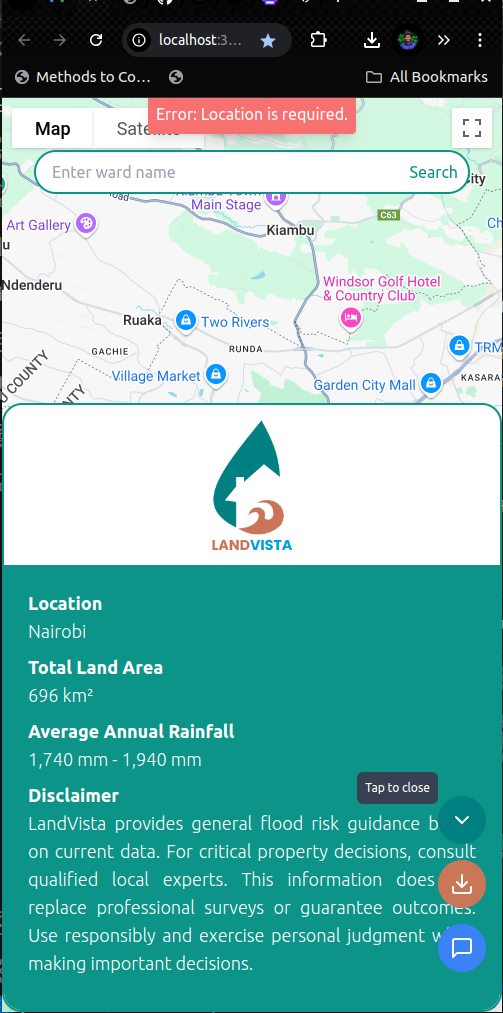 localhost:3…
Methods to Co…
All Bookmarks
Error: Location is required.
Map
Enter ward name
Search
Main Stage
C63
Art Gallery
Kiambu
Ndenderu
Windsor Golf Hotel
& Country Club
Ruaka
Two Rivers
GACHIE
RUNDA
TRM
Village Market
Garden City Mall
KASARA
COUNTY
LANDVISTA
Location
Nairobi
Total Land Area
696 km²
Average Annual Rainfall
1,740 mm - 1,940 mm
Tap to close
Disclaimer
LandVista provides general flood risk guidance b
on current data. For critical property decisions, consult
qualified local experts. This information does
replace professional surveys or guarantee outcomes.
Use responsibly and exercise personal judgment w
making important decisions.